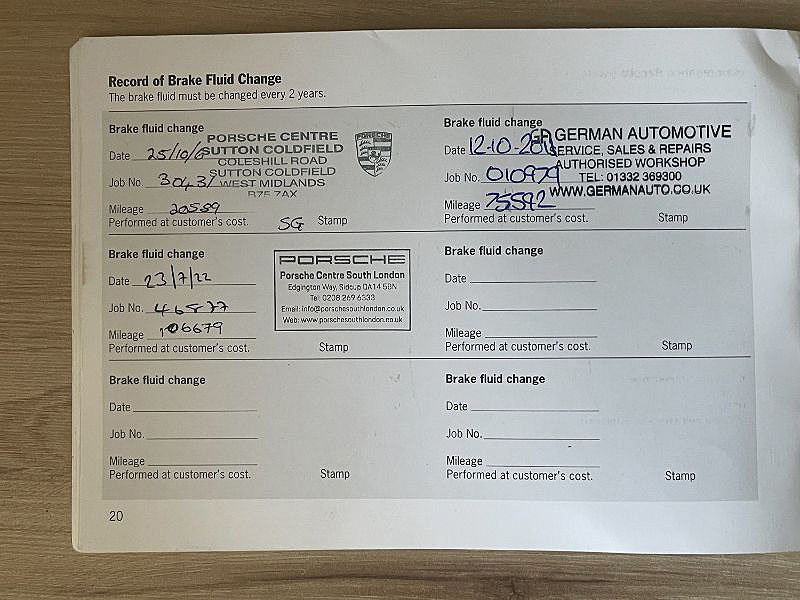 Record of Brake Fluid Change
The brake fluid must be changed every 2 years.
Brake fluid change
Date 25/10/
Job No. 3043
Mileage 20559
Performed at customer's cost.
SG Stamp
PORSCHE CENTRE
SUTTON COLDFIELD
COLESHILL ROAD
SUTTON COLDFIELD
WEST MIDLANDS
B75 7AX
PORSCHE
Brake fluid change
Date 12-10-
Job No. 010979
Mileage 75592
Performed at customer's cost.
Stamp
GA GERMAN AUTOMOTIVE
SERVICE, SALES & REPAIRS
AUTHORISED WORKSHOP
TEL: 01332 369300
WWW.GERMANAUTO.CO.UK
Brake fluid change
Date 23/7/22
Job No. 46577
Mileage 106679
Performed at customer's cost.
Stamp
PORSCHE
Porsche Centre South London
Edgington Way, Sidcup DA14 5BN
Tel: 0208 269 6333
Email: info@porschesouthlondon.co.uk
Web: www.porschesouthlondon.co.uk
Brake fluid change
Date
Job No.
Mileage
Performed at customer's cost.
Stamp
Brake fluid change
Date
Job No.
Mileage
Performed at customer's cost.
Stamp
Brake fluid change
Date
Job No.
Mileage
Performed at customer's cost.
Stamp
20